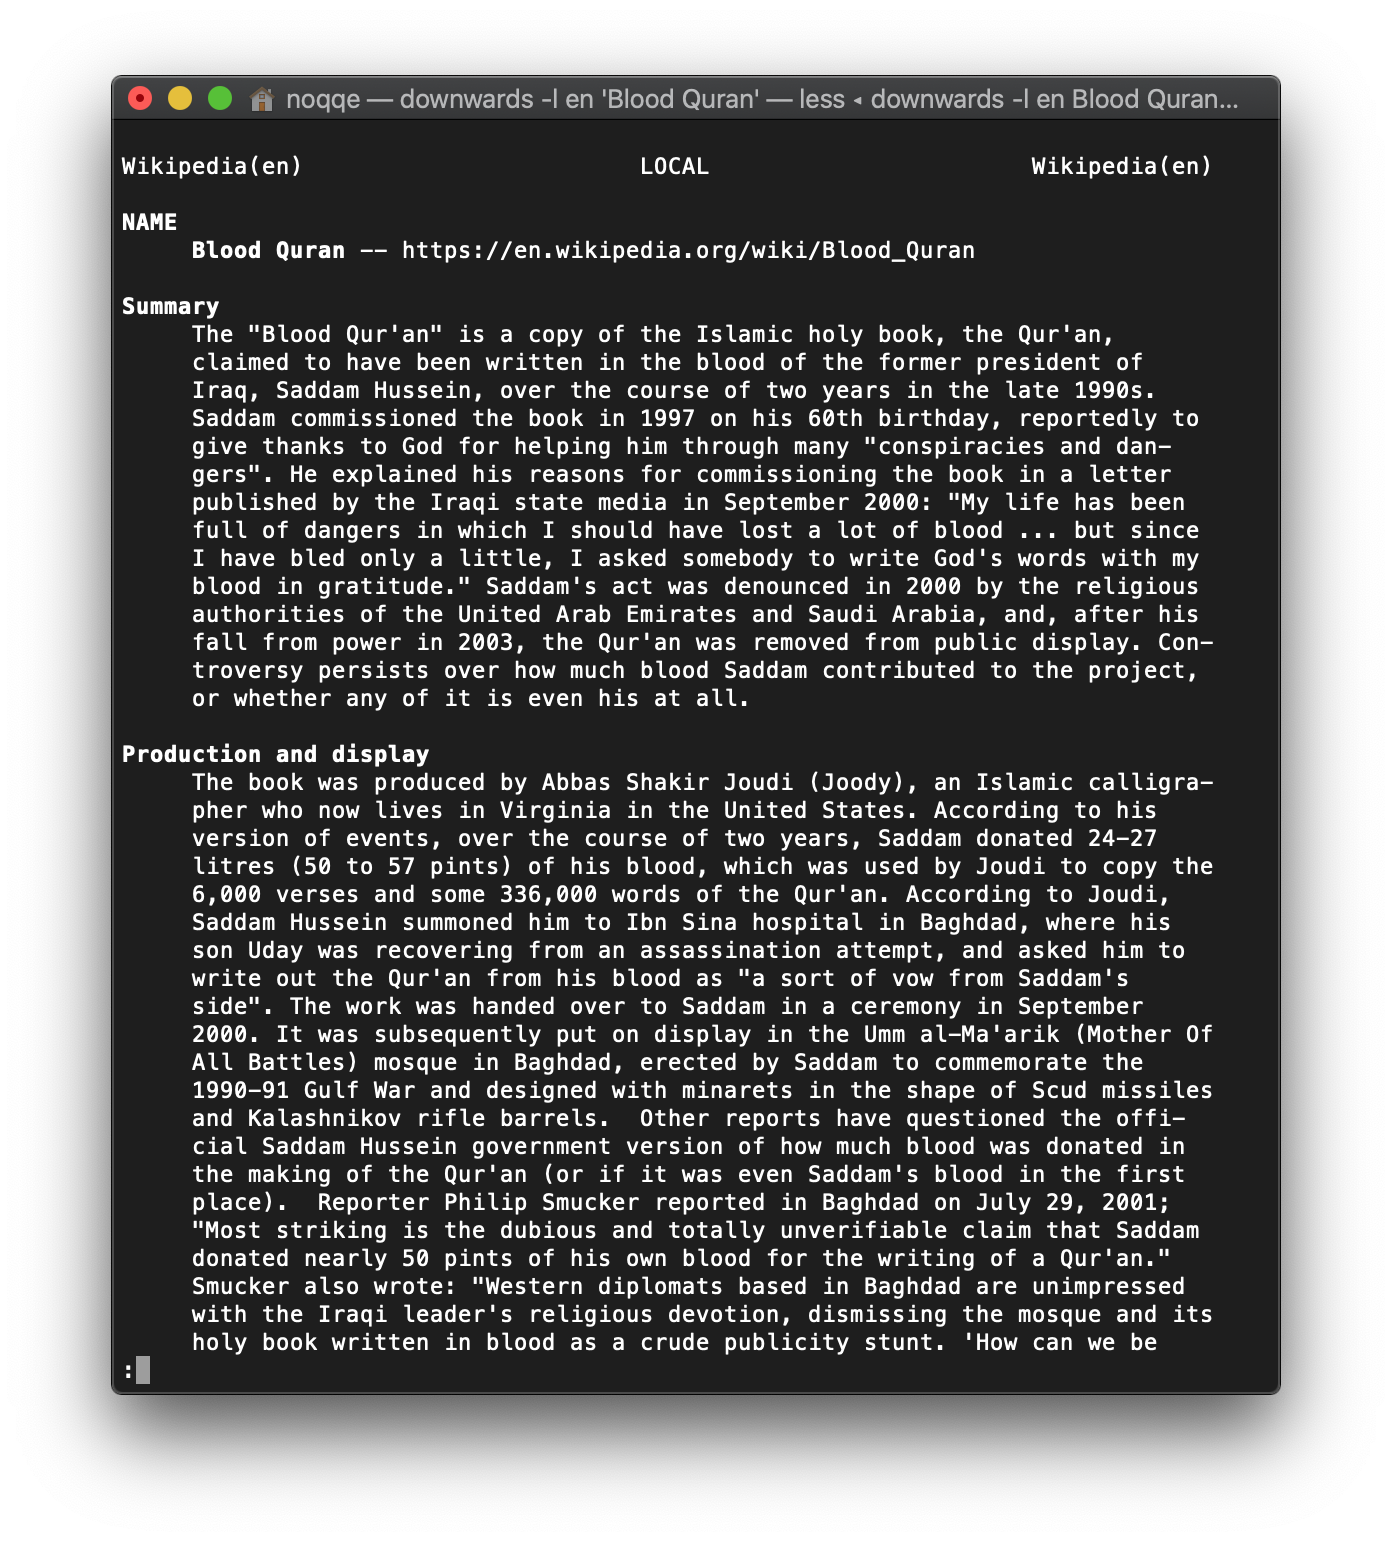 noqqe — downwards -l en 'Blood Quran' — less ◂ downwards -l en Blood Quran...
Wikipedia(en) LOCAL Wikipedia(en)
NAME
Blood Quran -- https://en.wikipedia.org/wiki/Blood_Quran
Summary
The "Blood Qur'an" is a copy of the Islamic holy book, the Qur'an,
claimed to have been written in the blood of the former president of
Iraq, Saddam Hussein, over the course of two years in the late 1990s.
Saddam commissioned the book in 1997 on his 60th birthday, reportedly to
give thanks to God for helping him through many "conspiracies and dan-
gers". He explained his reasons for commissioning the book in a letter
published by the Iraqi state media in September 2000: "My life has been
full of dangers in which I should have lost a lot of blood ... but since
I have bled only a little, I asked somebody to write God's words with my
blood in gratitude." Saddam's act was denounced in 2000 by the religious
authorities of the United Arab Emirates and Saudi Arabia, and, after his
fall from power in 2003, the Qur'an was removed from public display. Con-
troversy persists over how much blood Saddam contributed to the project,
or whether any of it is even his at all.
Production and display
The book was produced by Abbas Shakir Joudi (Joody), an Islamic calligra-
pher who now lives in Virginia in the United States. According to his
version of events, over the course of two years, Saddam donated 24-27
litres (50 to 57 pints) of his blood, which was used by Joudi to copy the
6,000 verses and some 336,000 words of the Qur'an. According to Joudi,
Saddam Hussein summoned him to Ibn Sina hospital in Baghdad, where his
son Uday was recovering from an assassination attempt, and asked him to
write out the Qur'an from his blood as "a sort of vow from Saddam's
side". The work was handed over to Saddam in a ceremony in September
2000. It was subsequently put on display in the Umm al-Ma'arik (Mother Of
All Battles) mosque in Baghdad, erected by Saddam to commemorate the
1990-91 Gulf War and designed with minarets in the shape of Scud missiles
and Kalashnikov rifle barrels.  Other reports have questioned the offi-
cial Saddam Hussein government version of how much blood was donated in
the making of the Qur'an (or if it was even Saddam's blood in the first
place).  Reporter Philip Smucker reported in Baghdad on July 29, 2001;
"Most striking is the dubious and totally unverifiable claim that Saddam
donated nearly 50 pints of his own blood for the writing of a Qur'an."
Smucker also wrote: "Western diplomats based in Baghdad are unimpressed
with the Iraqi leader's religious devotion, dismissing the mosque and its
holy book written in blood as a crude publicity stunt. 'How can we be
: